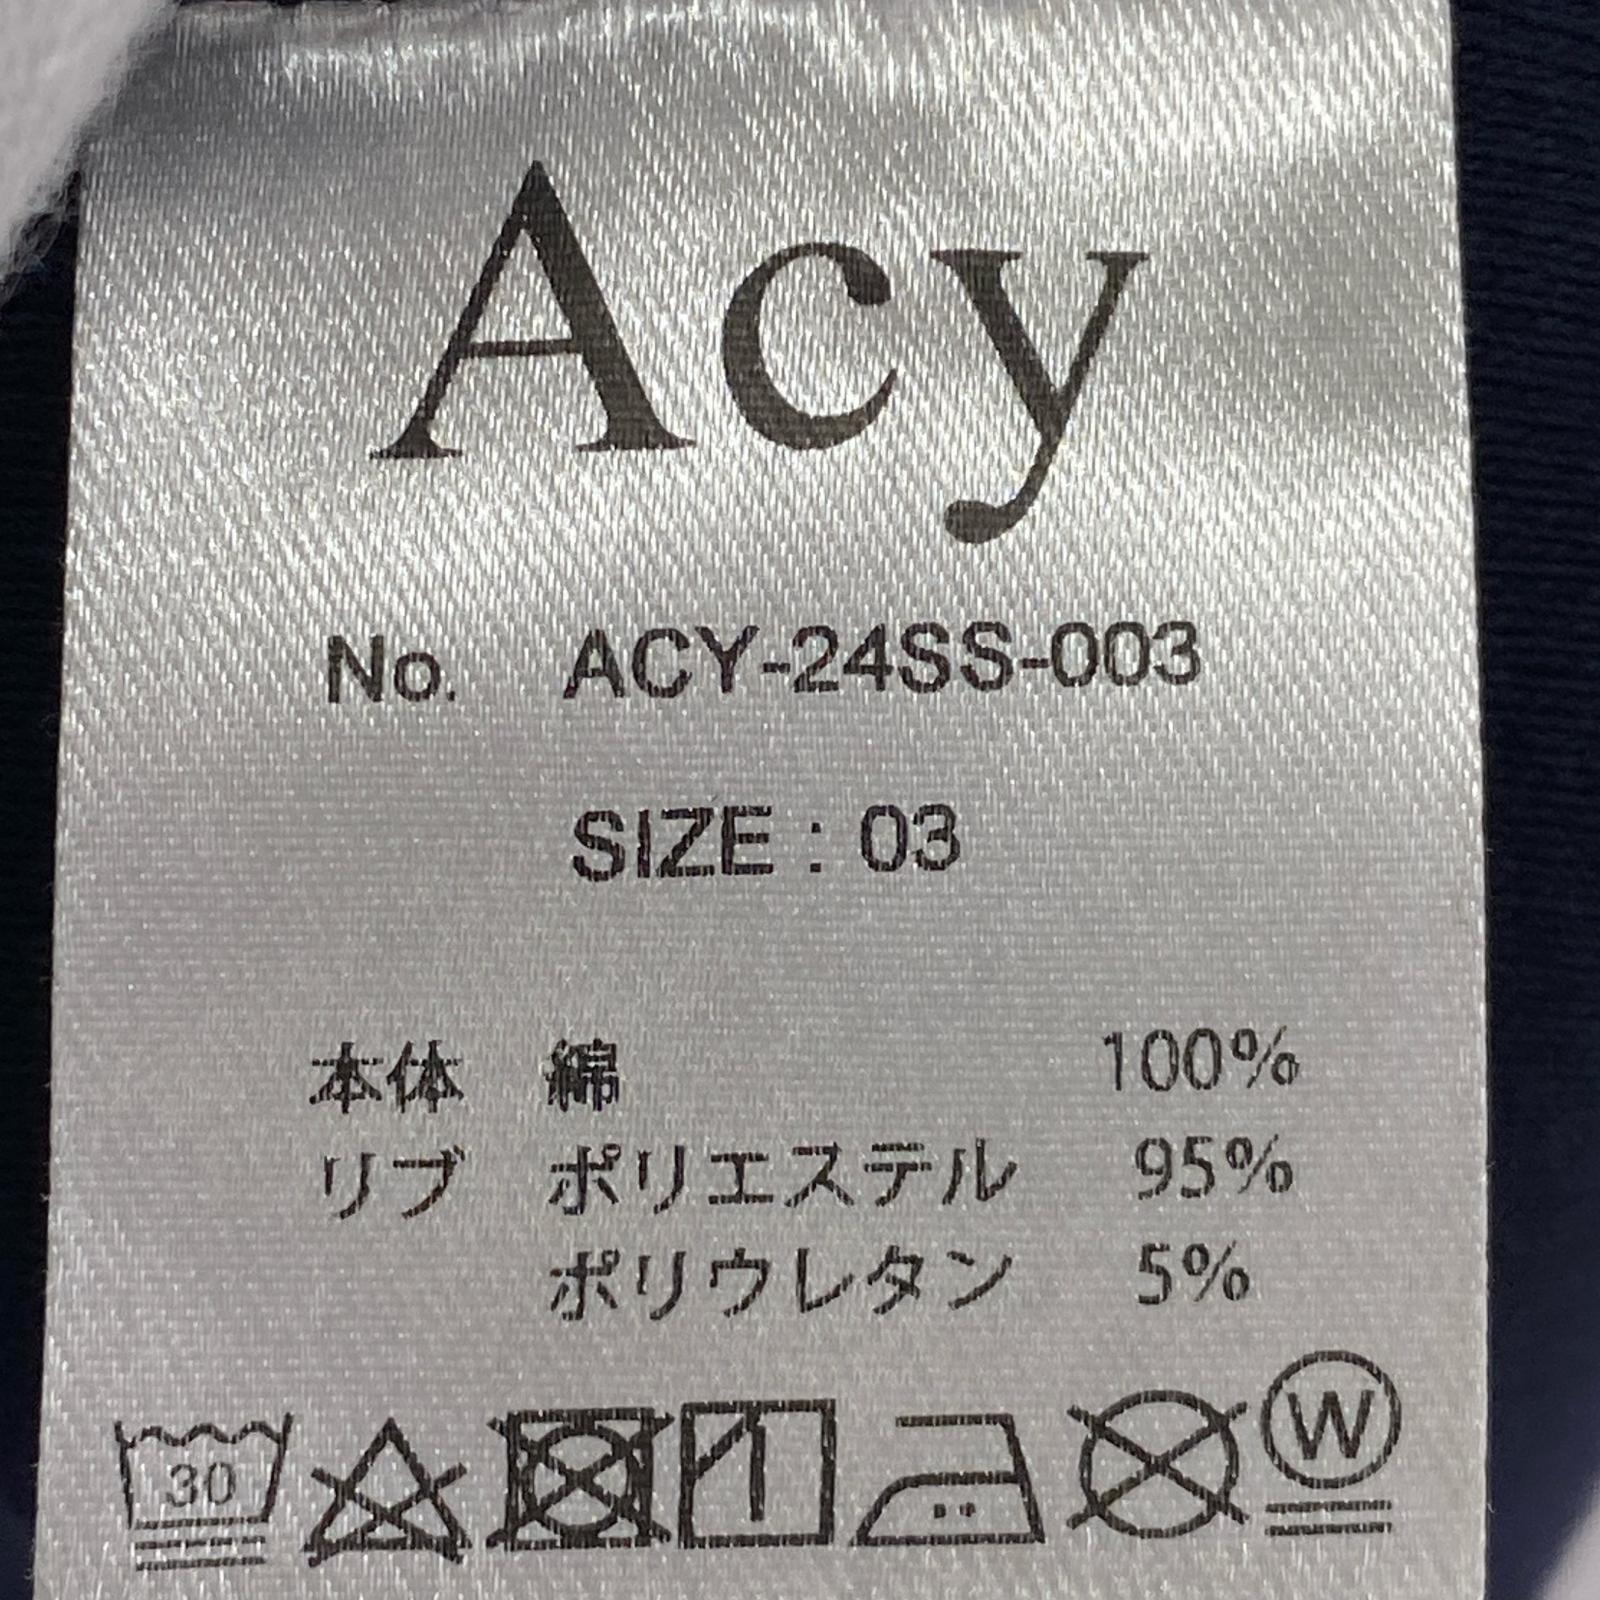 Acy
No. ACY-24SS-003
SIZE : 03
本体 綿 100%
リブ ポリエステル 95%
ポリウレタン 5%
30
W